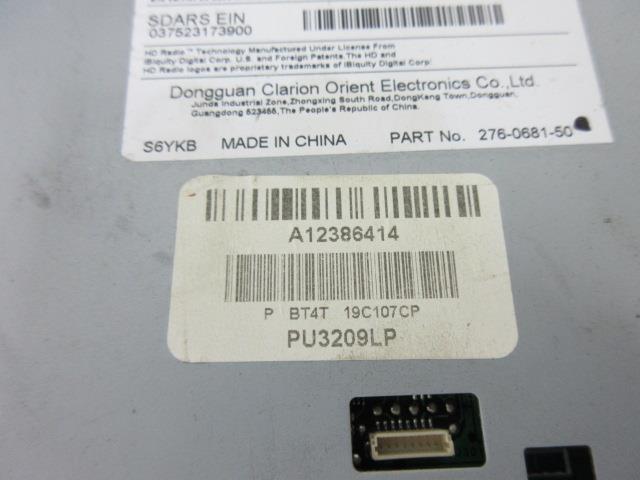 SDARS EIN
037523173900
HD Radio™ Technology Manufactured Under License From
iBiquity Digital Corp. U.S. and Foreign Patents. The HD and
HD Radio logos are proprietary trademarks of iBiquity Digital Corp.
Dongguan Clarion Orient Electronics Co.,Ltd.
Junda Industrial Zone, Zhongxing South Road, DongKeng Town, Dongguan,
Guangdong 523455, The People's Republic of China.
S6YKB MADE IN CHINA PART No. 276-0681-50
A12386414
P BT4T 19C107CP
PU3209LP